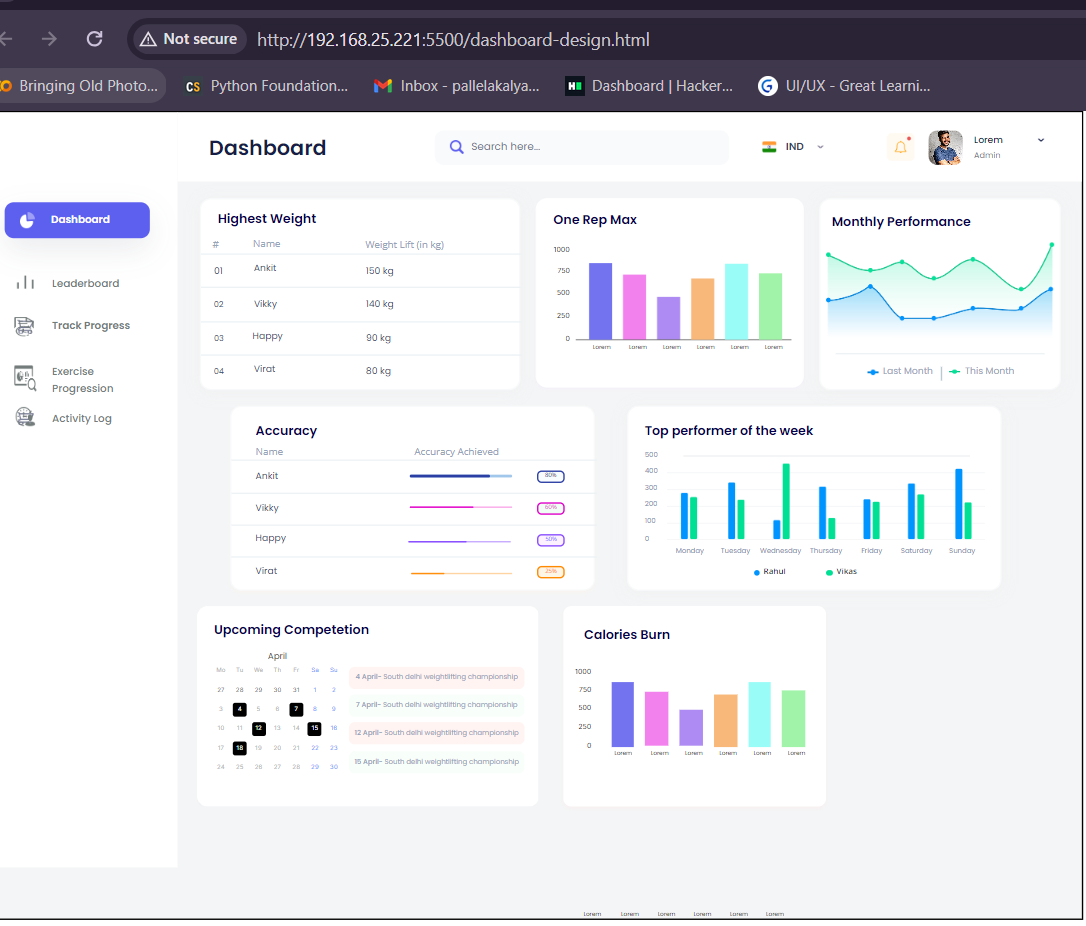 Not secure http://192.168.25.221:5500/dashboard-design.html
Bringing Old Photo... CS Python Foundation... Inbox - pallelakalya... H Dashboard | Hacker... G UI/UX - Great Learni...
Dashboard Search here... IND Lorem
Admin
Dashboard
Leaderboard
Track Progress
Exercise
Progression
Activity Log
Highest Weight
# Name Weight Lift (in kg)
01 Ankit 150 kg
02 Vikky 140 kg
03 Happy 90 kg
04 Virat 80 kg
One Rep Max
1000
750
500
250
0
Lorem Lorem Lorem Lorem Lorem Lorem
Monthly Performance
Last Month | This Month
Accuracy
Name Accuracy Achieved
Ankit 80%
Vikky 60%
Happy 50%
Virat 25%
Top performer of the week
500
400
300
200
100
0
Monday Tuesday Wednesday Thursday Friday Saturday Sunday
Rahul Vikas
Upcoming Competetion
April
Mo Tu We Th Fr Sa Su
27 28 29 30 31 1 2
3 4 5 6 7 8 9
10 11 12 13 14 15 16
17 18 19 20 21 22 23
24 25 26 27 28 29 30
4 April- South delhi weightlifting championship
7 April- South delhi weightlifting championship
12 April- South delhi weightlifting championship
15 April- South delhi weightlifting championship
Calories Burn
1000
750
500
250
0
Lorem Lorem Lorem Lorem Lorem Lorem
Lorem Lorem Lorem Lorem Lorem Lorem